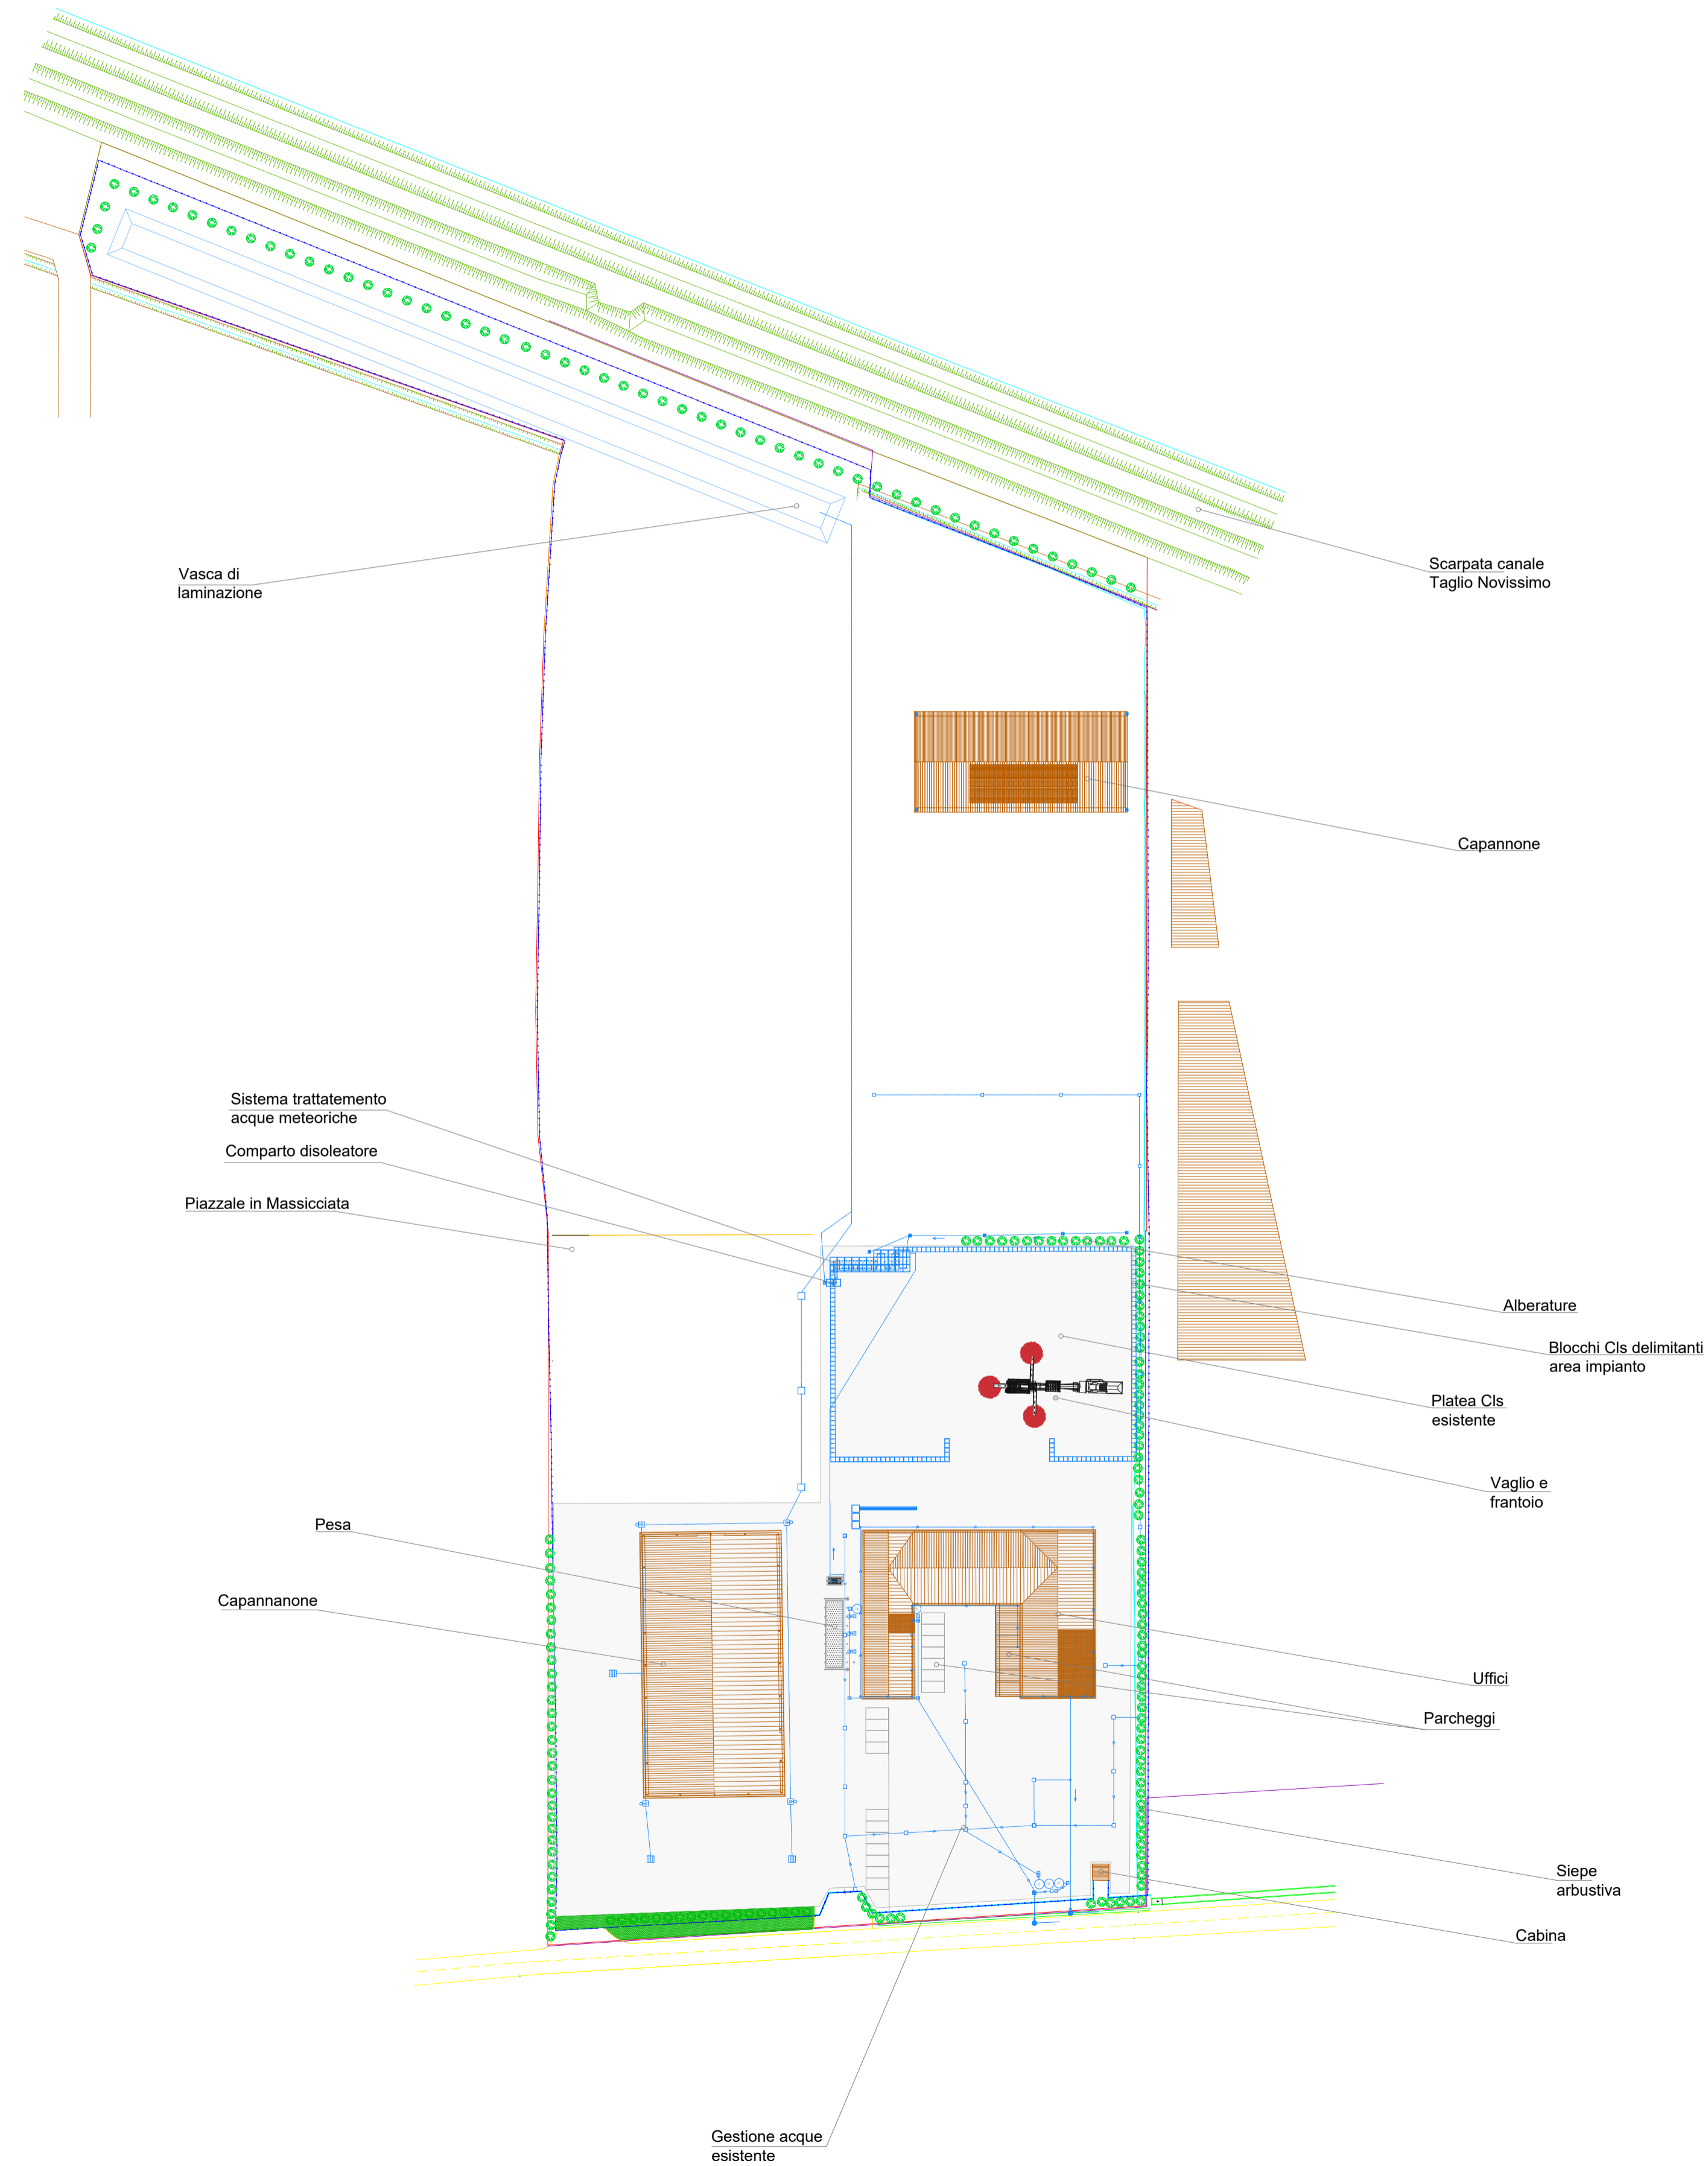 Vasca di
laminazione
Scarpata canale
Taglio Novissimo
Capannone
Sistema trattatemento
acque meteoriche
Comparto disoleatore
Piazzale in Massicciata
Alberature
Blocchi Cls delimitanti
area impianto
Platea Cls
esistente
Vaglio e
frantoio
Pesa
Capannanone
Uffici
Parcheggi
Siepe
arbustiva
Cabina
Gestione acque
esistente